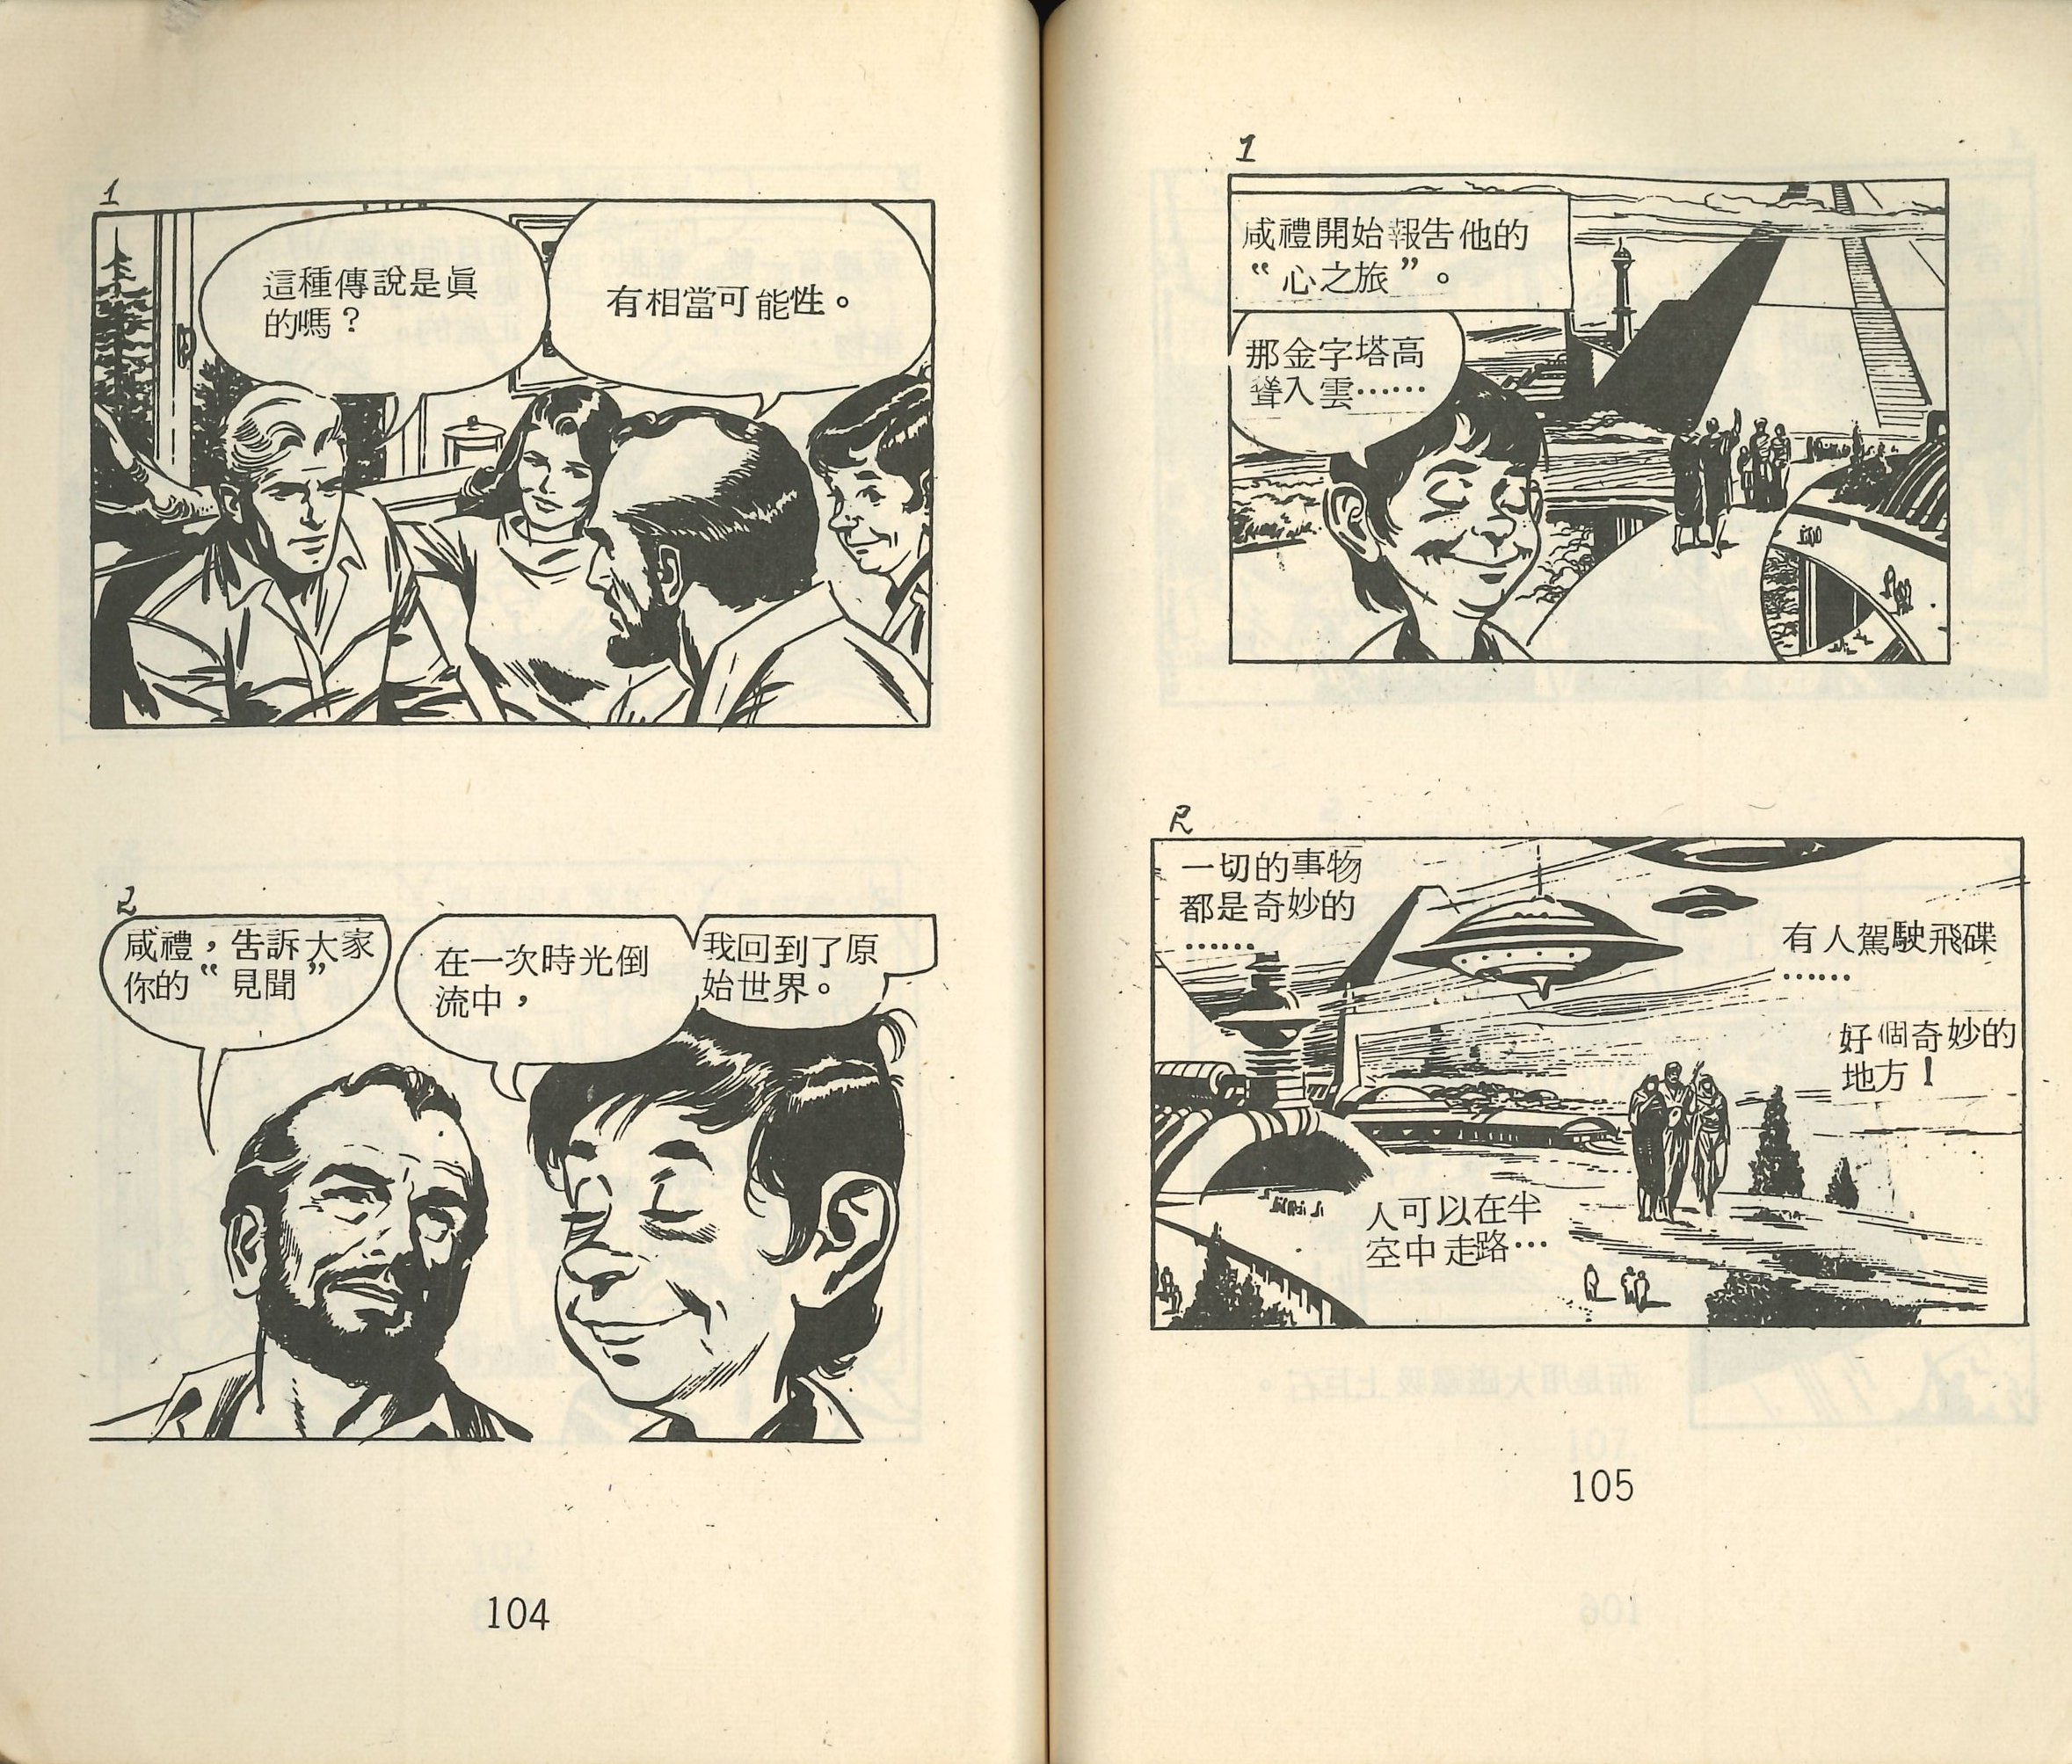 1
這種傳說是眞
的嗎？
有相當可能性。
2
咸禮，告訴大家
你的“見聞”
在一次時光倒
流中，
我回到了原
始世界。
104
1
咸禮開始報告他的
“心之旅”。
那金字塔高
聳入雲……
2
一切的事物
都是奇妙的
……
有人駕駛飛碟
……
好個奇妙的
地方！
人可以在半
空中走路…
105